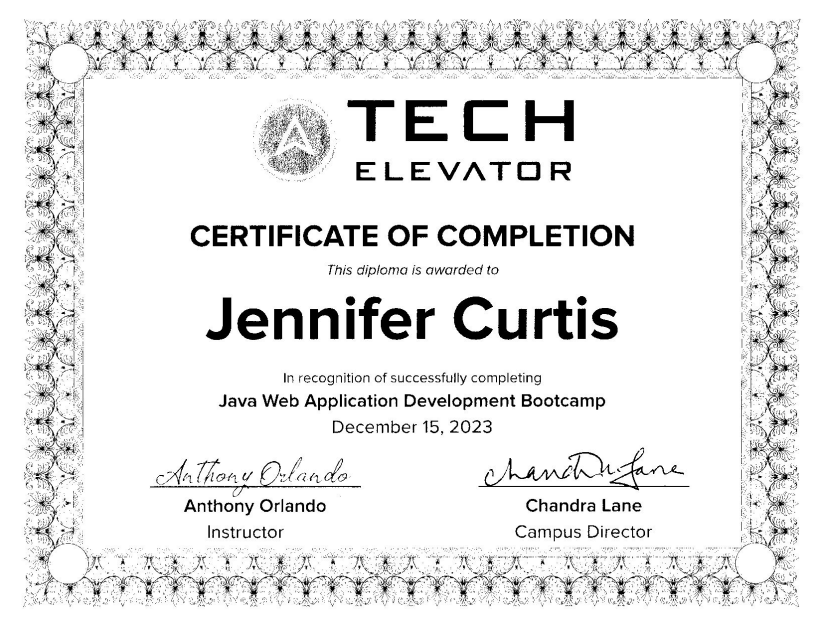 TECH
ELEVATOR
CERTIFICATE OF COMPLETION
This diploma is awarded to
Jennifer Curtis
In recognition of successfully completing
Java Web Application Development Bootcamp
December 15, 2023
Anthony Orlando
Chandra Lane
Anthony Orlando
Chandra Lane
Instructor
Campus Director